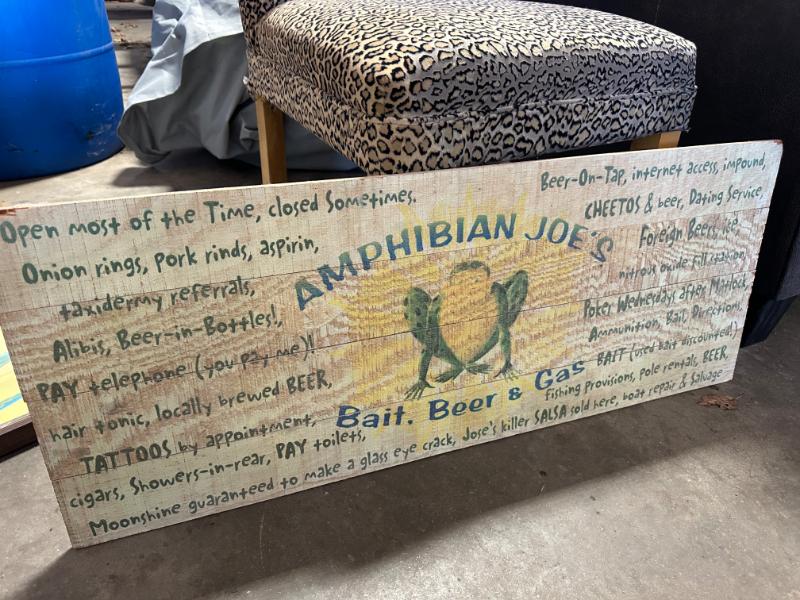 Open most of the Time, closed Sometimes.
Onion rings, pork rinds, aspirin,
taxidermy referrals,
Alibis, Beer-in-Bottles!,
PAY telephone (you pay me)!
hair tonic, locally brewed BEER,
TATTOOS by appointment,
cigars, Showers-in-rear, PAY toilets,
Moonshine guaranteed to make a glass eye crack, Jose's killer SALSA sold here, boat repair & Salvage
AMPHIBIAN JOE'S
Bait, Beer & Gas
Beer-On-Tap, internet access, impound,
CHEETOS & beer, Dating Service,
Foreign Beers, ice,
nitrous oxide fill station,
Poker Wednesdays after Matlock,
Ammunition, Bail, Directions,
BAIT (used bait discounted)
fishing provisions, pole rentals, BEER,